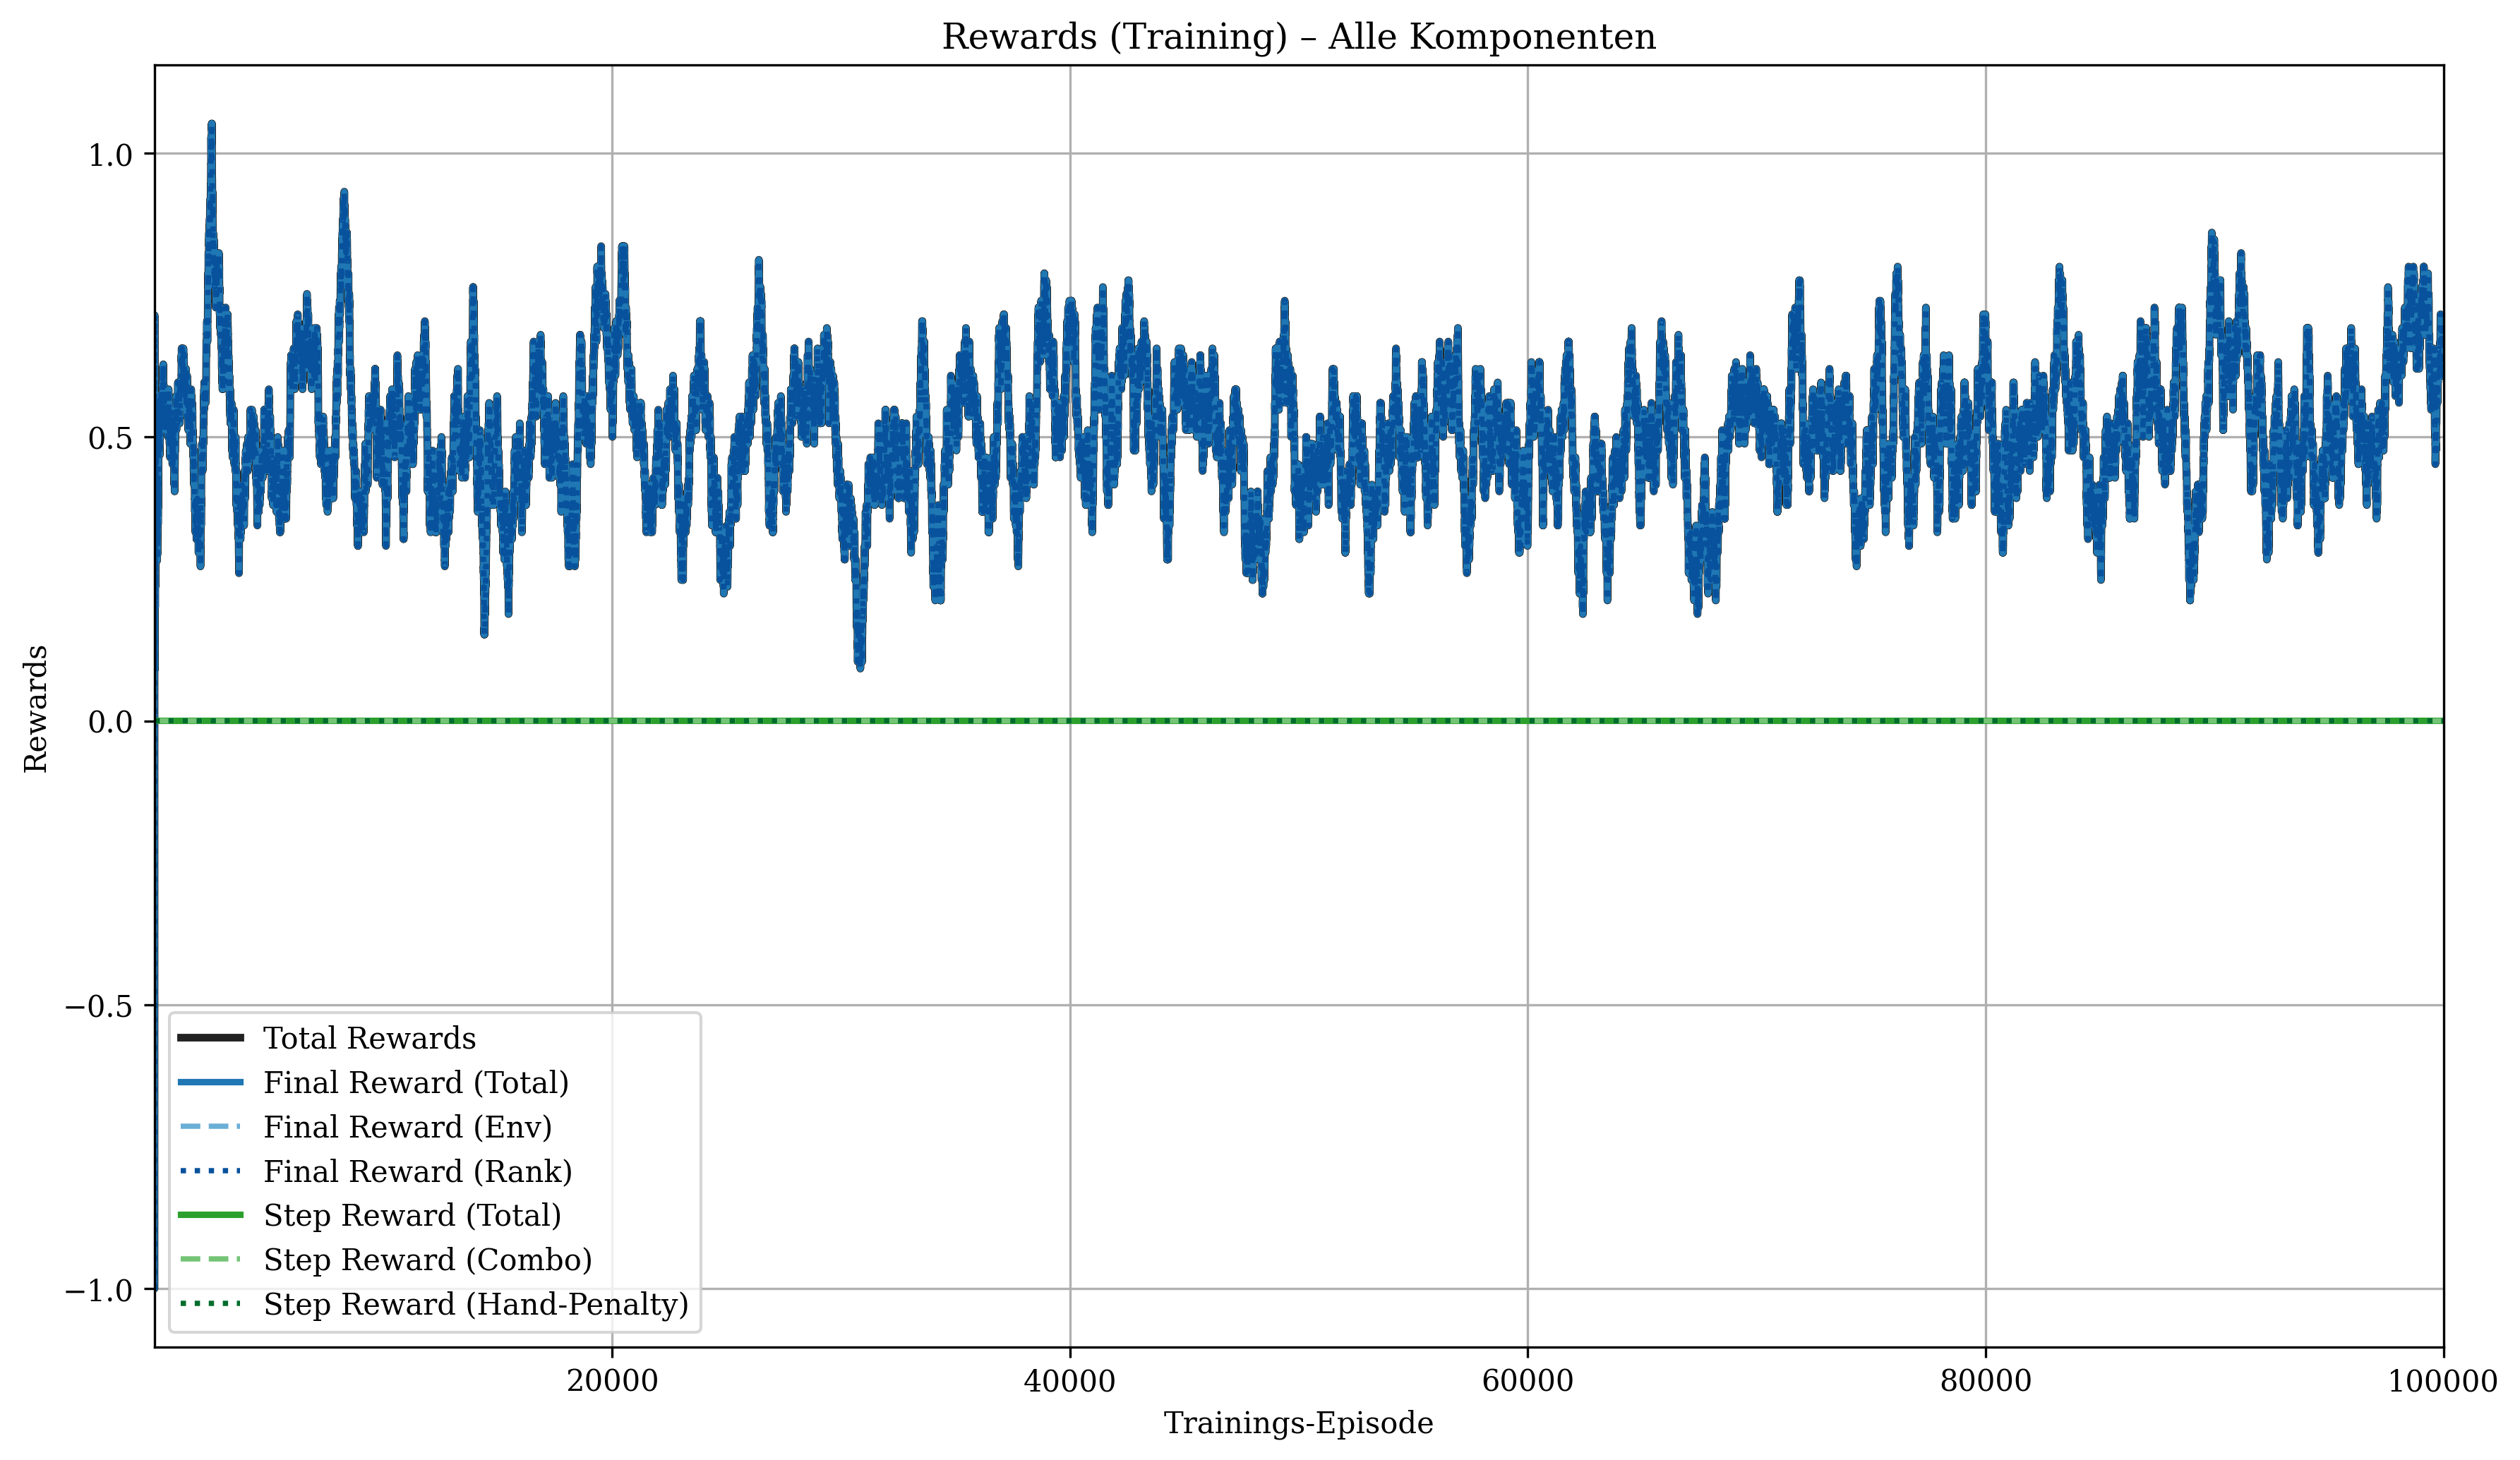 Rewards (Training) – Alle Komponenten
1.0
0.5
0.0
−0.5
−1.0
Rewards
Total Rewards
Final Reward (Total)
Final Reward (Env)
Final Reward (Rank)
Step Reward (Total)
Step Reward (Combo)
Step Reward (Hand-Penalty)
20000 40000 60000 80000 100000
Trainings-Episode